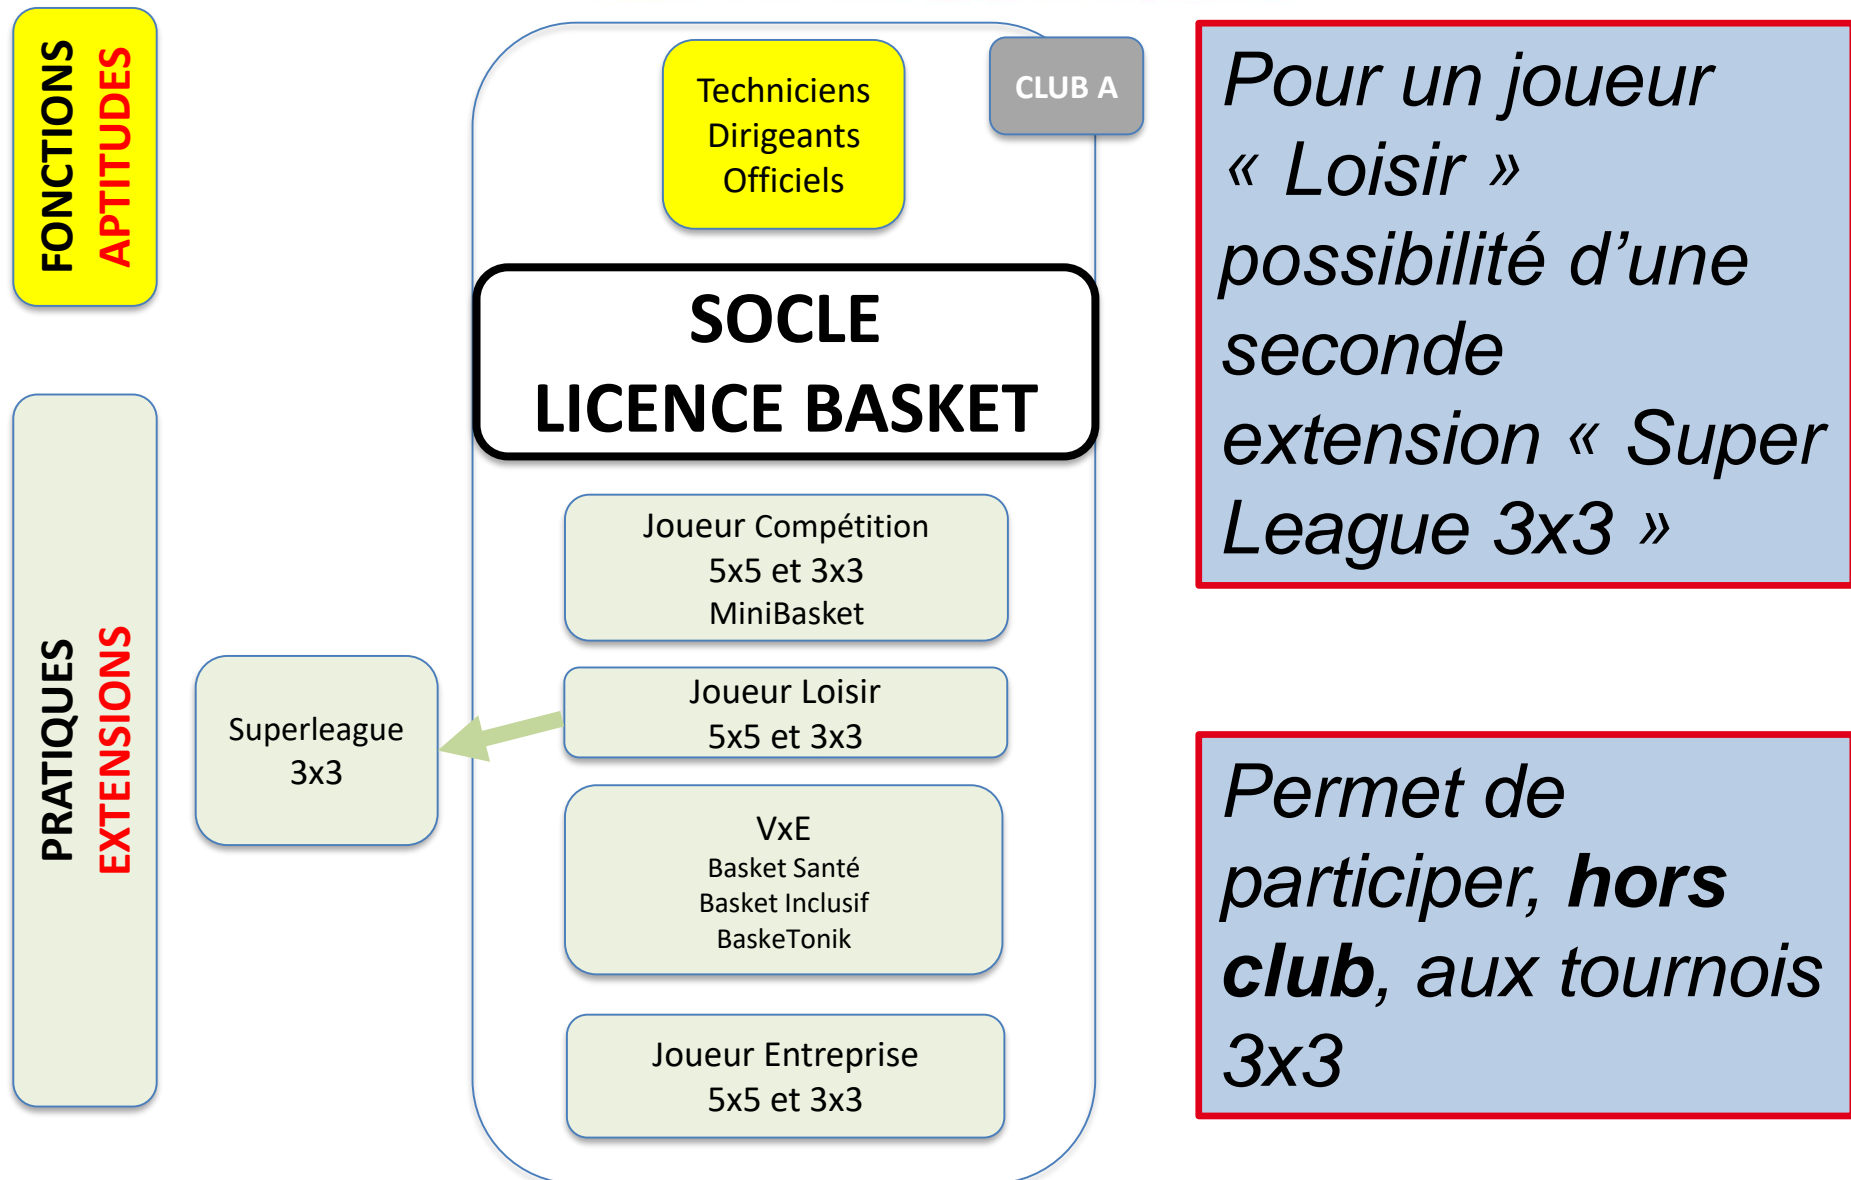 FONCTIONS
APTITUDES
Techniciens
Dirigeants
Officiels
CLUB A
SOCLE
LICENCE BASKET
PRATIQUES
EXTENSIONS
Superleague
3x3
Joueur Compétition
5x5 et 3x3
MiniBasket
Joueur Loisir
5x5 et 3x3
VxE
Basket Santé
Basket Inclusif
BaskeTonik
Joueur Entreprise
5x5 et 3x3
Pour un joueur
« Loisir »
possibilité d’une
seconde
extension « Super
League 3x3 »
Permet de
participer, hors
club, aux tournois
3x3